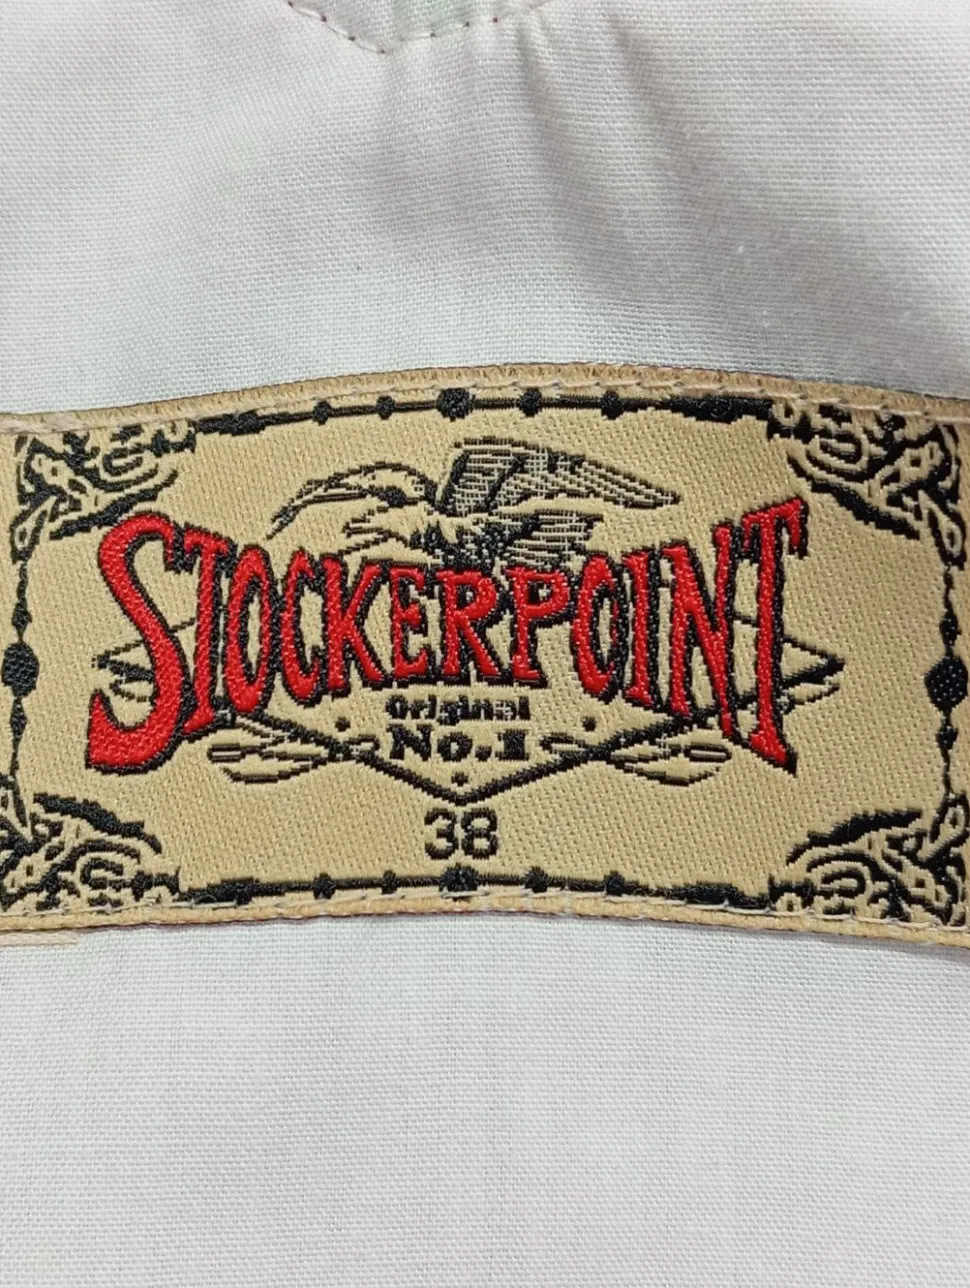 STOCKERPOINT
Original
No.1
38